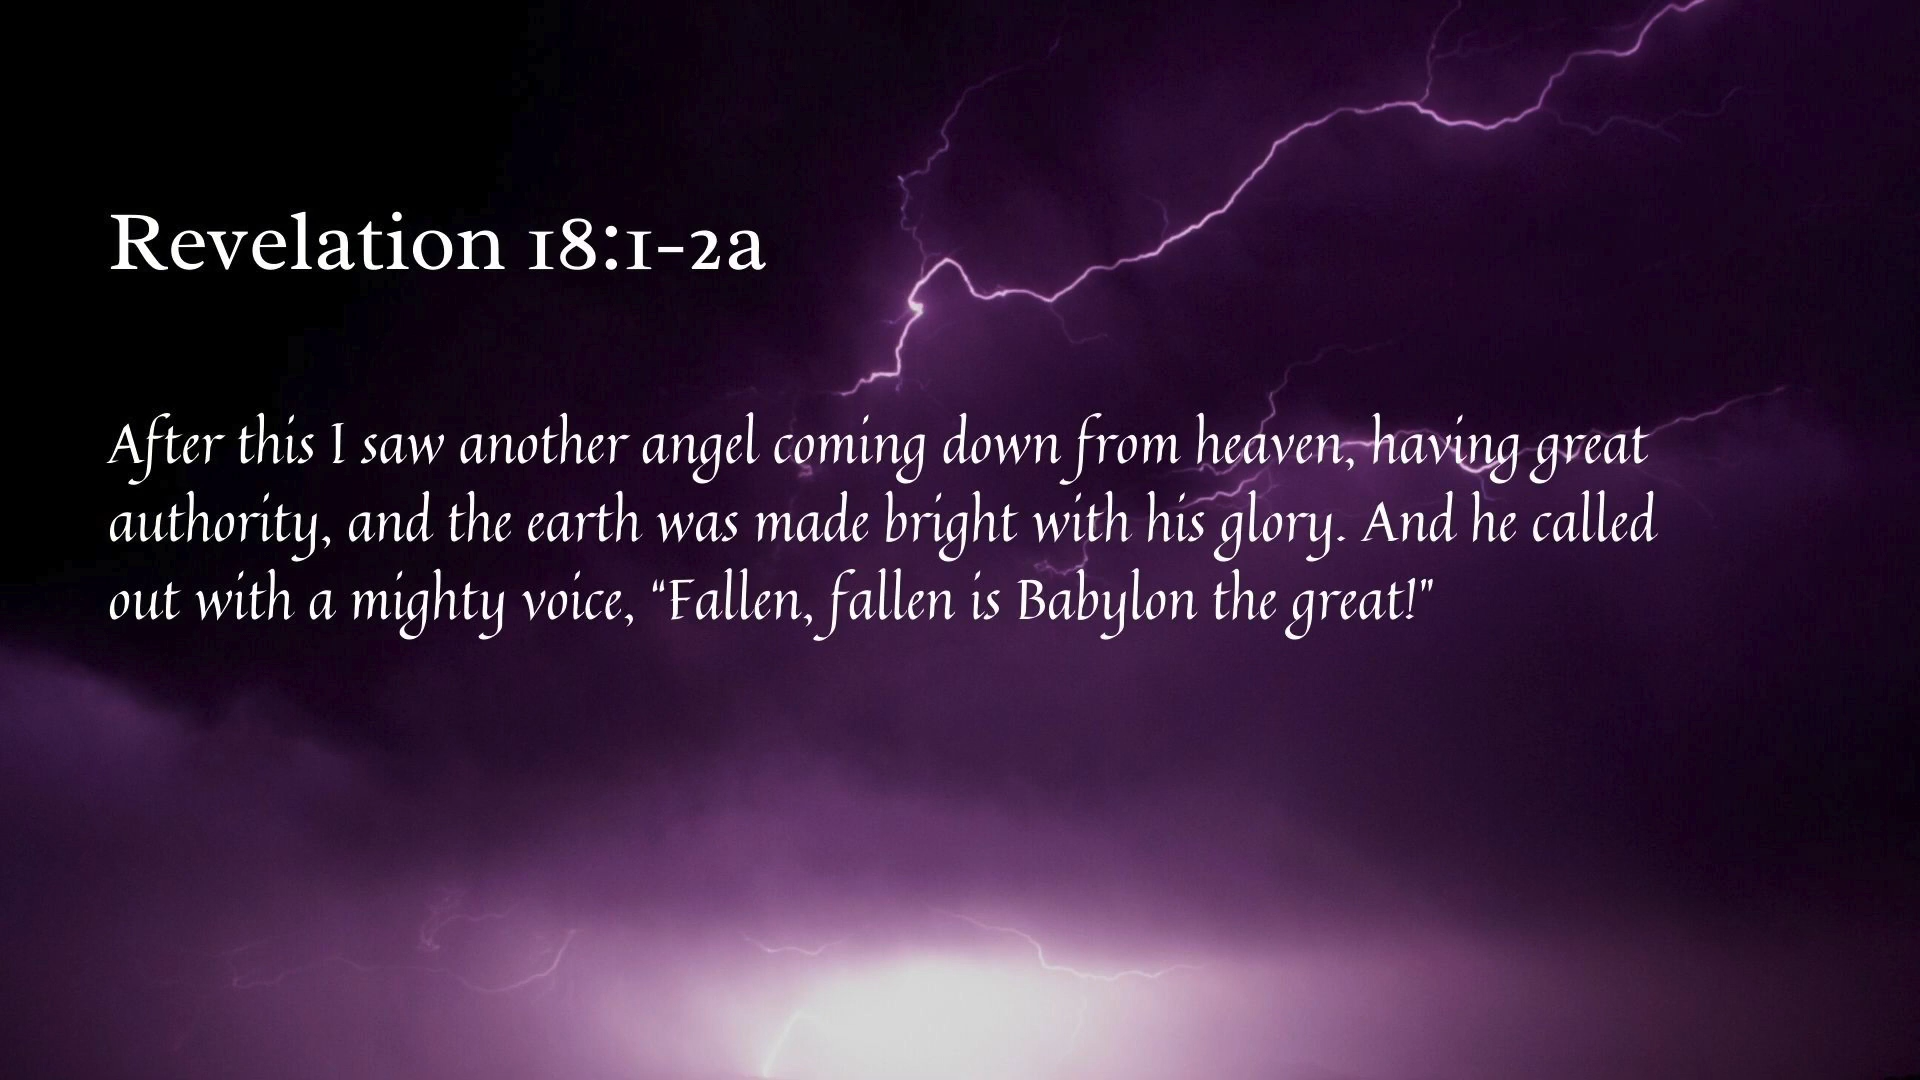 Revelation 18:1-2a
After this I saw another angel coming down from heaven, having great
authority, and the earth was made bright with his glory. And he called
out with a mighty voice, “Fallen, fallen is Babylon the great!”